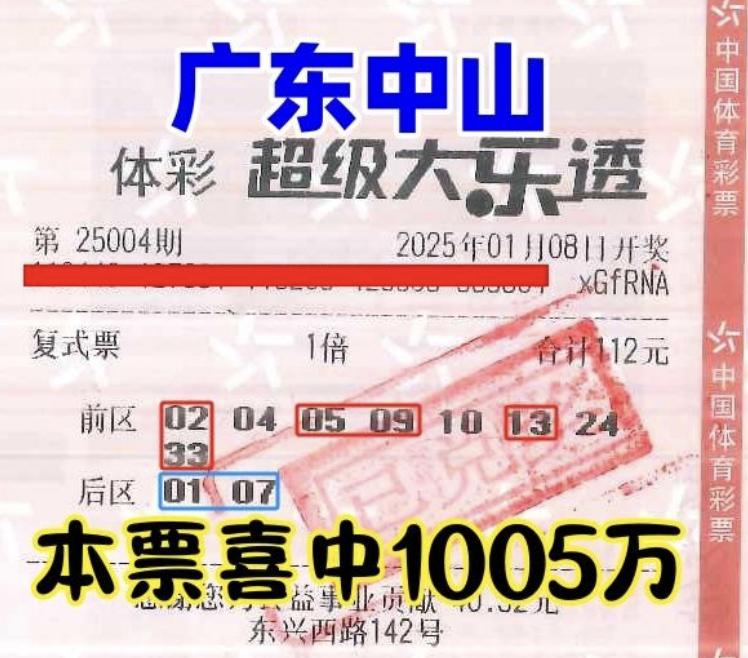 广东中山
体彩 超级大乐透
第 25004期 2025年01月08日开奖
xGfRNA
复式票 1倍 合计112元
前区 02 04 05 09 10 13 24
33
后区 01 07
本票喜中1005万
东兴西路142号
中国体育彩票
中国体育彩票